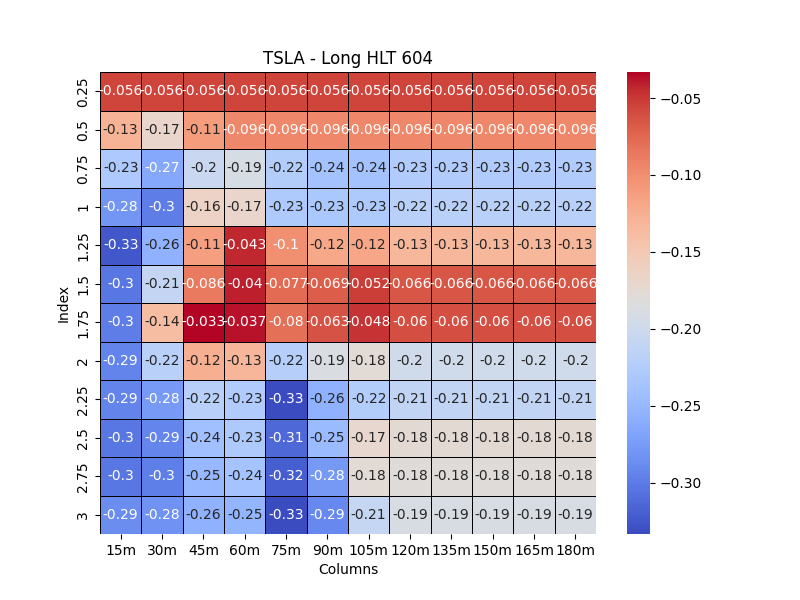 TSLA - Long HLT 604
0.25 -0.056 -0.056 -0.056 -0.056 -0.056 -0.056 -0.056 -0.056 -0.056 -0.056 -0.056 -0.056
0.5 -0.13 -0.17 -0.11 -0.096 -0.096 -0.096 -0.096 -0.096 -0.096 -0.096 -0.096 -0.096
0.75 -0.23 -0.27 -0.2 -0.19 -0.22 -0.24 -0.24 -0.23 -0.23 -0.23 -0.23 -0.23
1 -0.28 -0.3 -0.16 -0.17 -0.23 -0.23 -0.23 -0.22 -0.22 -0.22 -0.22 -0.22
1.25 -0.33 -0.26 -0.11 -0.043 -0.1 -0.12 -0.12 -0.13 -0.13 -0.13 -0.13 -0.13
1.5 -0.3 -0.21 -0.086 -0.04 -0.077 -0.069 -0.052 -0.066 -0.066 -0.066 -0.066 -0.066
1.75 -0.3 -0.14 -0.033 -0.037 -0.08 -0.063 -0.048 -0.06 -0.06 -0.06 -0.06 -0.06
2 -0.29 -0.22 -0.12 -0.13 -0.22 -0.19 -0.18 -0.2 -0.2 -0.2 -0.2 -0.2
2.25 -0.29 -0.28 -0.22 -0.23 -0.33 -0.26 -0.22 -0.21 -0.21 -0.21 -0.21 -0.21
2.5 -0.3 -0.29 -0.24 -0.23 -0.31 -0.25 -0.17 -0.18 -0.18 -0.18 -0.18 -0.18
2.75 -0.3 -0.3 -0.25 -0.24 -0.32 -0.28 -0.18 -0.18 -0.18 -0.18 -0.18 -0.18
3 -0.29 -0.28 -0.26 -0.25 -0.33 -0.29 -0.21 -0.19 -0.19 -0.19 -0.19 -0.19
15m 30m 45m 60m 75m 90m 105m 120m 135m 150m 165m 180m
Columns
Index
−0.05
−0.10
−0.15
−0.20
−0.25
−0.30